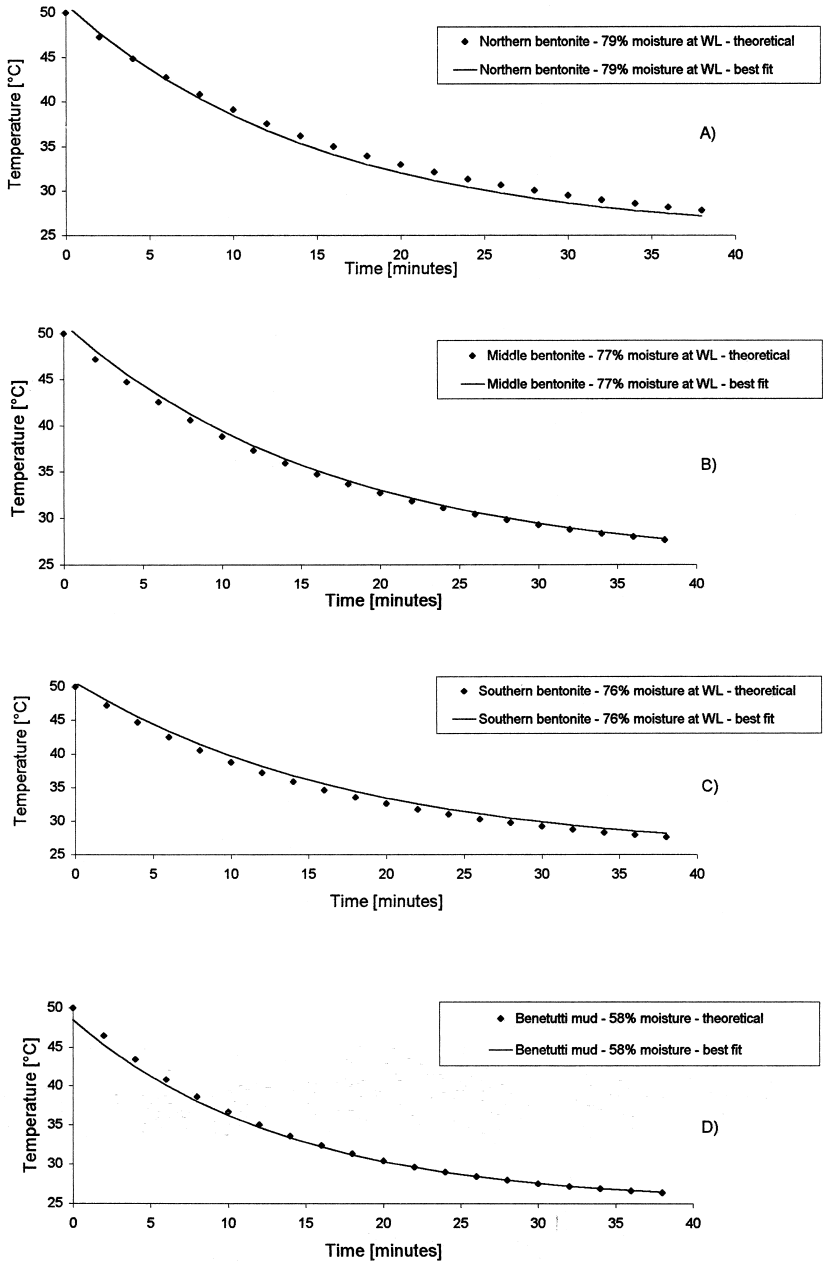 Temperature [°C]
50
45
40
35
30
25
0 5 10 15 20 25 30 35 40
Time [minutes]
Northern bentonite - 79% moisture at WL - theoretical
Northern bentonite - 79% moisture at WL - best fit
A)
Temperature [°C]
50
45
40
35
30
25
0 5 10 15 20 25 30 35 40
Time [minutes]
Middle bentonite - 77% moisture at WL - theoretical
Middle bentonite - 77% moisture at WL - best fit
B)
Temperature [°C]
50
45
40
35
30
25
0 5 10 15 20 25 30 35 40
Time [minutes]
Southern bentonite - 76% moisture at WL - theoretical
Southern bentonite - 76% moisture at WL - best fit
C)
Temperature [°C]
50
45
40
35
30
25
0 5 10 15 20 25 30 35 40
Time [minutes]
Benetutti mud - 58% moisture - theoretical
Benetutti mud - 58% moisture - best fit
D)